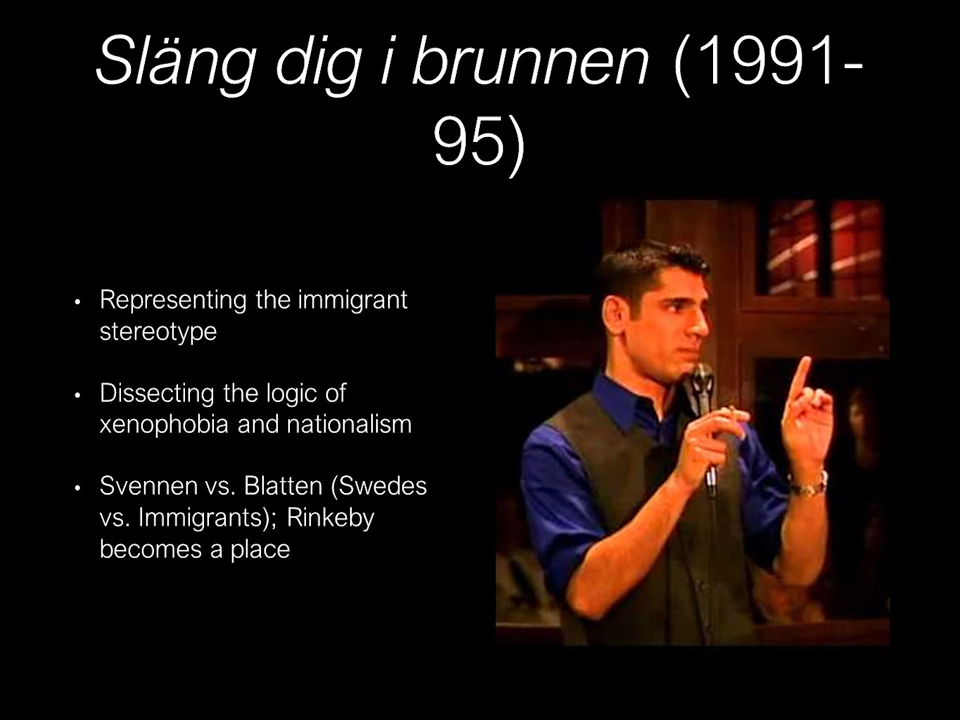 Släng dig i brunnen (1991-
95)
• Representing the immigrant
stereotype
• Dissecting the logic of
xenophobia and nationalism
• Svennen vs. Blatten (Swedes
vs. Immigrants); Rinkeby
becomes a place